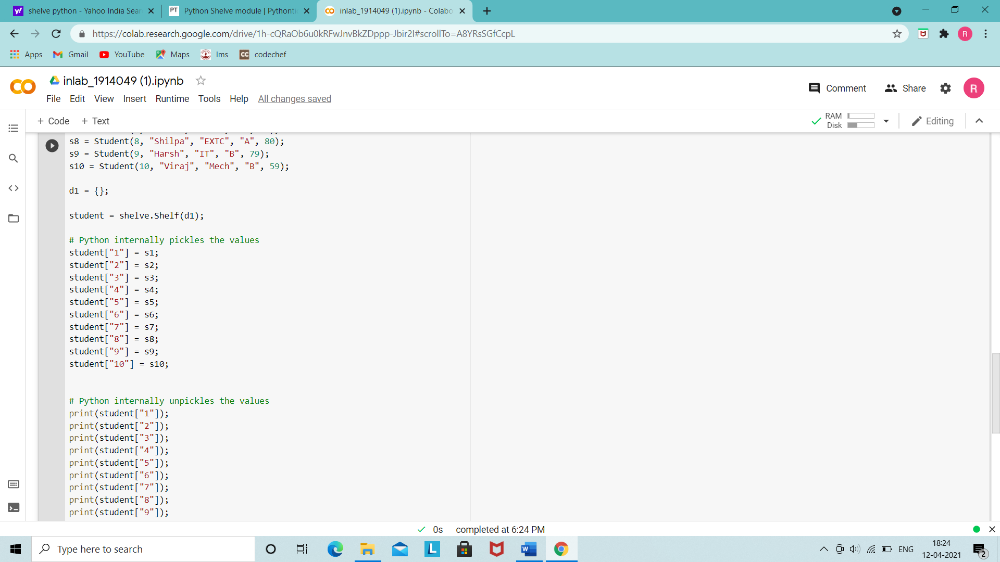 shelve python - Yahoo India Sear
PT Python Shelve module | Pythontic
inlab_1914049 (1).ipynb - Colabo
https://colab.research.google.com/drive/1h-cQRaOb6u0kRFwJnvBkZDppp-Jbir2I#scrollTo=A8YRsSGfCcpL
R
Apps Gmail YouTube Maps lms CC codechef
inlab_1914049 (1).ipynb
Comment Share R
File Edit View Insert Runtime Tools Help All changes saved
+ Code + Text
RAM
Disk
Editing
s8 = Student(8, "Shilpa", "EXTC", "A", 80);
s9 = Student(9, "Harsh", "IT", "B", 79);
s10 = Student(10, "Viraj", "Mech", "B", 59);
d1 = {};
student = shelve.Shelf(d1);
# Python internally pickles the values
student["1"] = s1;
student["2"] = s2;
student["3"] = s3;
student["4"] = s4;
student["5"] = s5;
student["6"] = s6;
student["7"] = s7;
student["8"] = s8;
student["9"] = s9;
student["10"] = s10;
# Python internally unpickles the values
print(student["1"]);
print(student["2"]);
print(student["3"]);
print(student["4"]);
print(student["5"]);
print(student["6"]);
print(student["7"]);
print(student["8"]);
print(student["9"]);
0s completed at 6:24 PM
Type here to search
L
W
ENG
18:24
12-04-2021
2